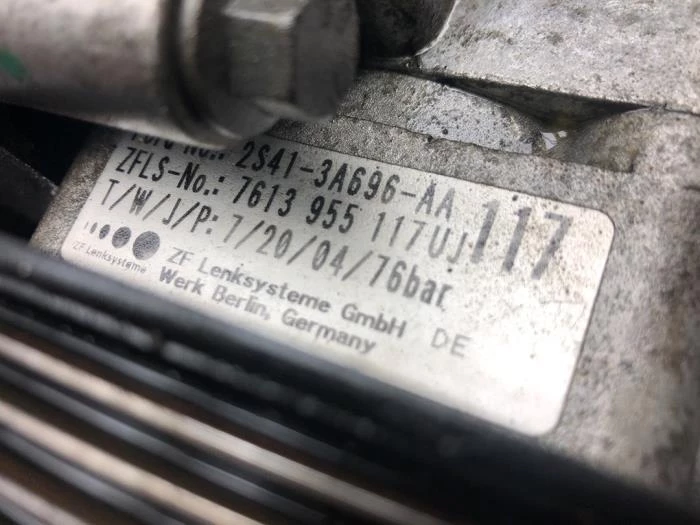 No.: 2S41-3A696-AA
ZFLS-No.: 7613 955 117UJ
117
T/W/J/P: 7/20/04/76bar
ZF Lenksysteme
ZF Lenksysteme GmbH DE
Werk Berlin, Germany